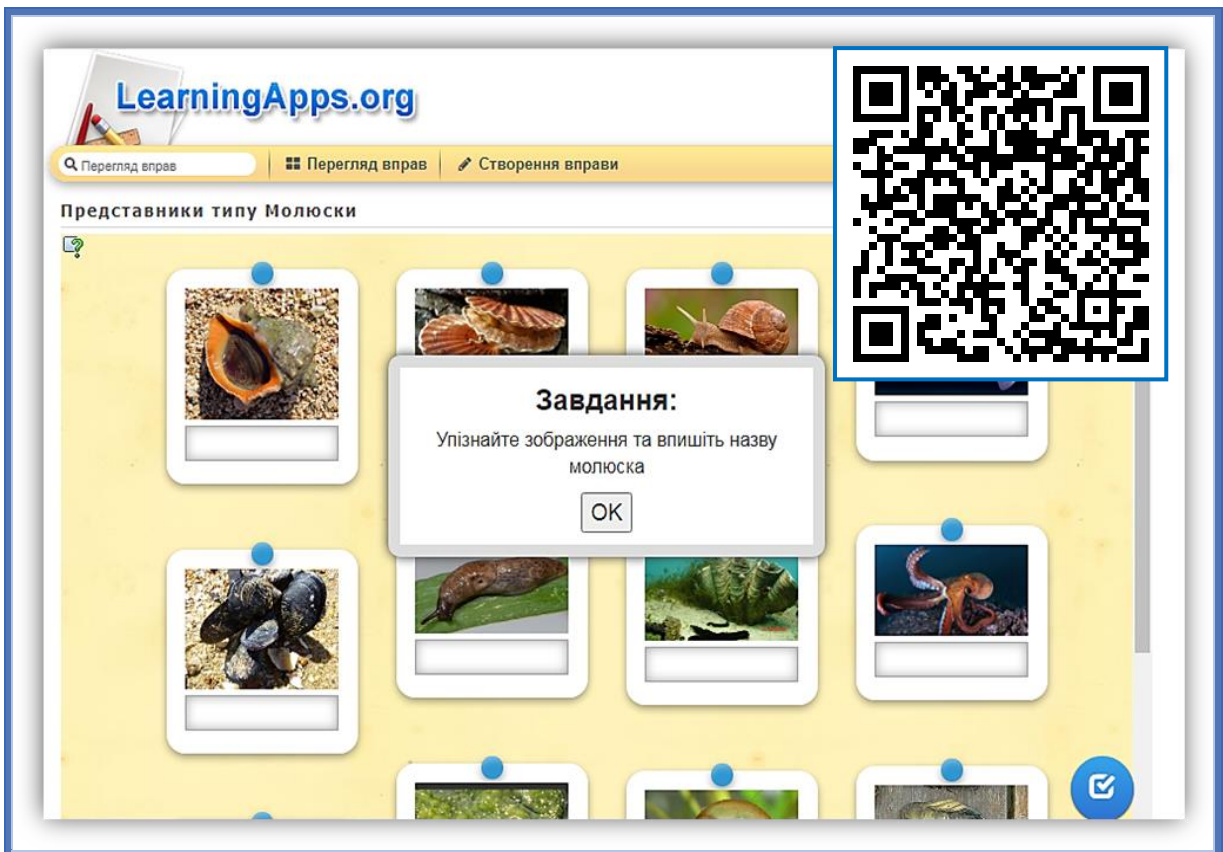 LearningApps.org
Перегляд вправ
Перегляд вправ
Створення вправи
Представники типу Молюски
Завдання:
Упізнайте зображення та впишіть назву
молюска
OK